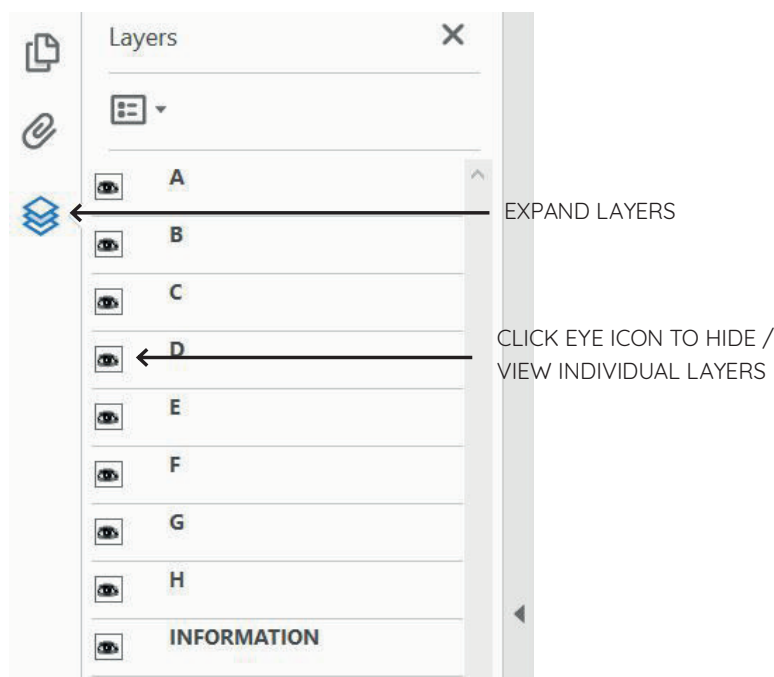 Layers
A
EXPAND LAYERS
B
C
CLICK EYE ICON TO HIDE /
VIEW INDIVIDUAL LAYERS
D
E
F
G
H
INFORMATION